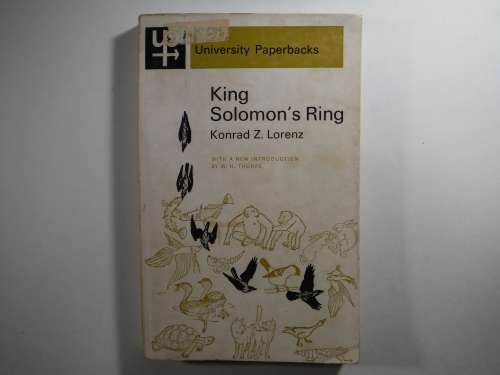 University Paperbacks
King
Solomon's Ring
Konrad Z. Lorenz
WITH A NEW INTRODUCTION
BY W. H. THORPE